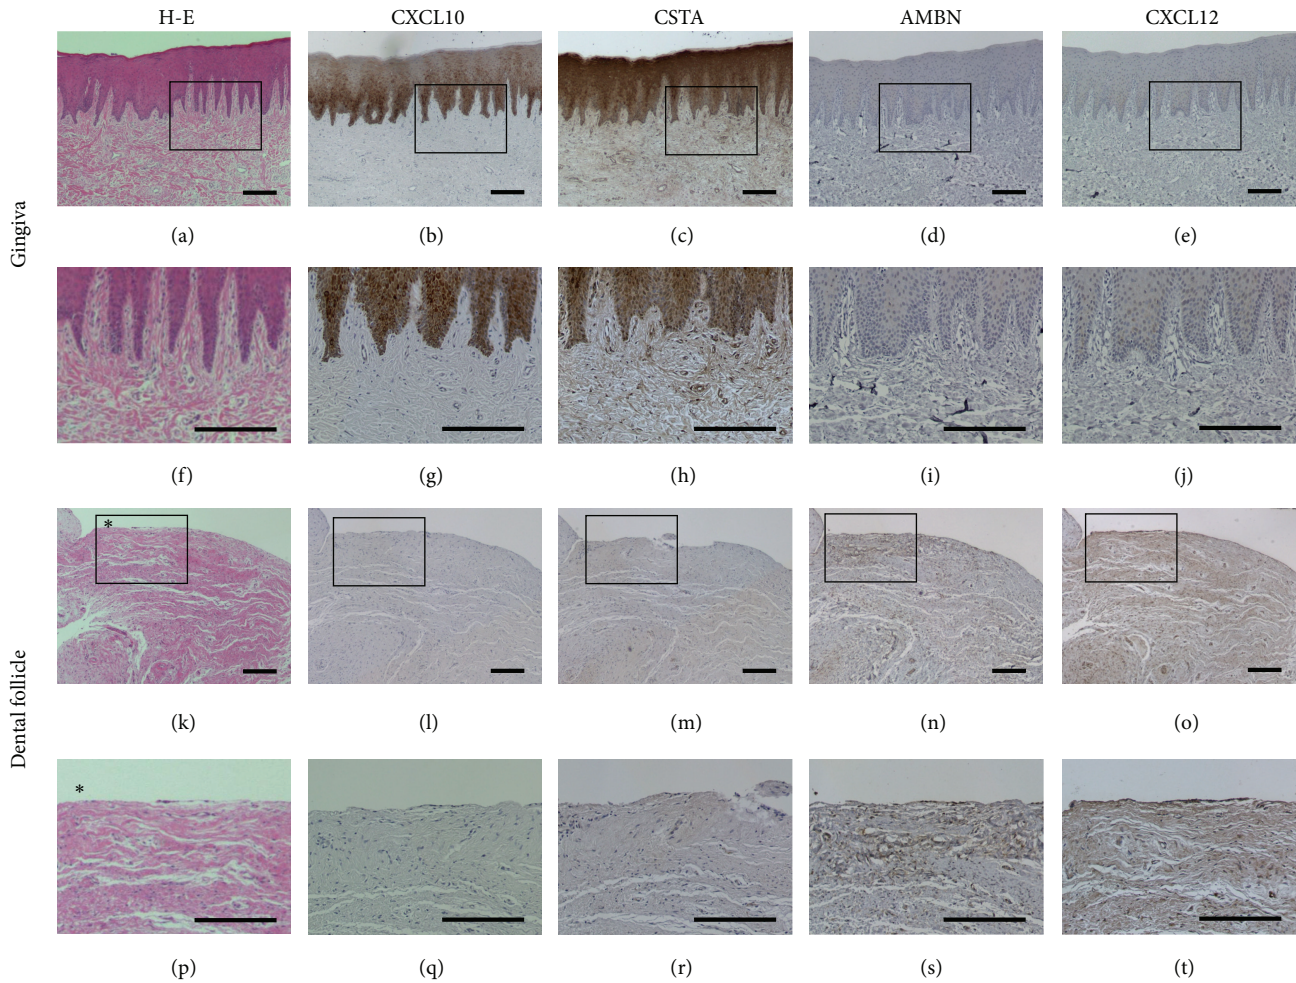 H-E CXCL10 CSTA AMBN CXCL12
Gingiva
(a) (b) (c) (d) (e)
(f) (g) (h) (i) (j)
Dental follicle
*
(k) (l) (m) (n) (o)
*
(p) (q) (r) (s) (t)